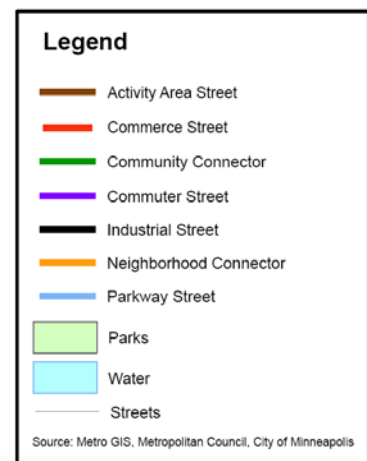 Legend
Activity Area Street
Commerce Street
Community Connector
Commuter Street
Industrial Street
Neighborhood Connector
Parkway Street
Parks
Water
Streets
Source: Metro GIS, Metropolitan Council, City of Minneapolis